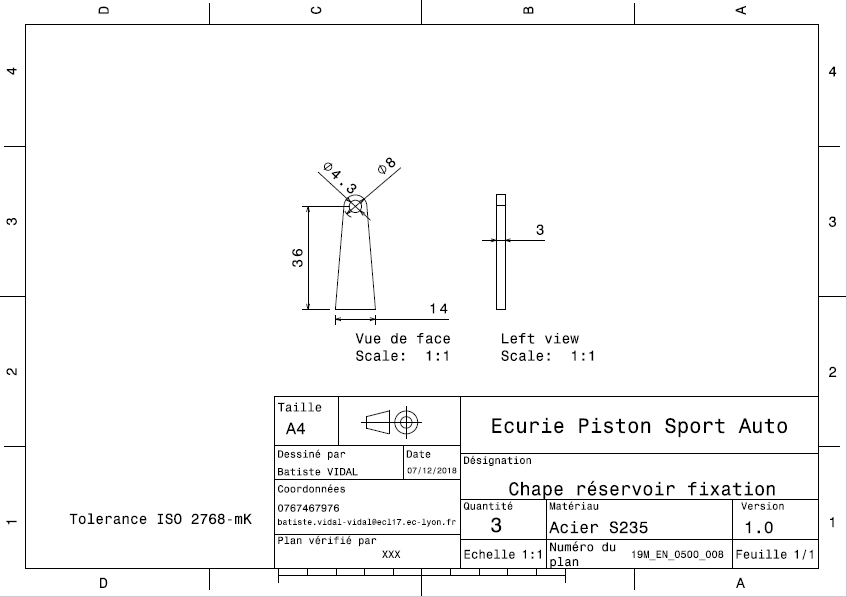 D C B A
4 4
3 3
2 2
1 1
Ø4.3
Ø8
36
14
3
Vue de face
Scale: 1:1
Left view
Scale: 1:1
Tolerance ISO 2768-mK
Taille
A4
Dessiné par
Batiste VIDAL
Date
07/12/2018
Coordonnées
0767467976
batiste.vidal-vidal@ecl17.ec-lyon.fr
Plan vérifié par
XXX
Ecurie Piston Sport Auto
Désignation
Chape réservoir fixation
Quantité
3
Matériau
Acier S235
Version
1.0
Echelle 1:1
Numéro du
plan
19M_EN_0500_008
Feuille 1/1
D A